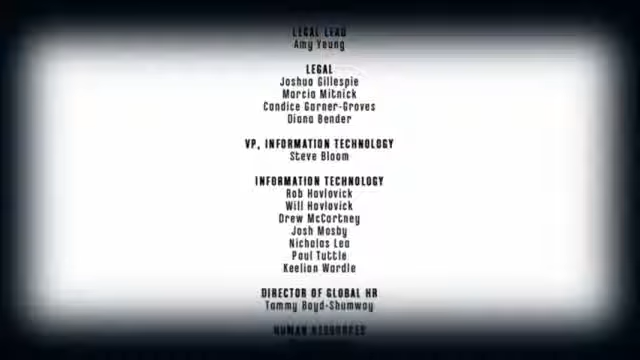 LEGAL LEAD
Amy Young
LEGAL
Joshua Gillespie
Marcia Mitnick
Candice Garner-Groves
Diana Bender
VP, INFORMATION TECHNOLOGY
Steve Bloom
INFORMATION TECHNOLOGY
Rob Havlovick
Will Havlovick
Drew McCartney
Josh Mosby
Nicholas Lea
Paul Tuttle
Keelian Wardle
DIRECTOR OF GLOBAL HR
Tammy Boyd-Shumway
HUMAN RESOURCES